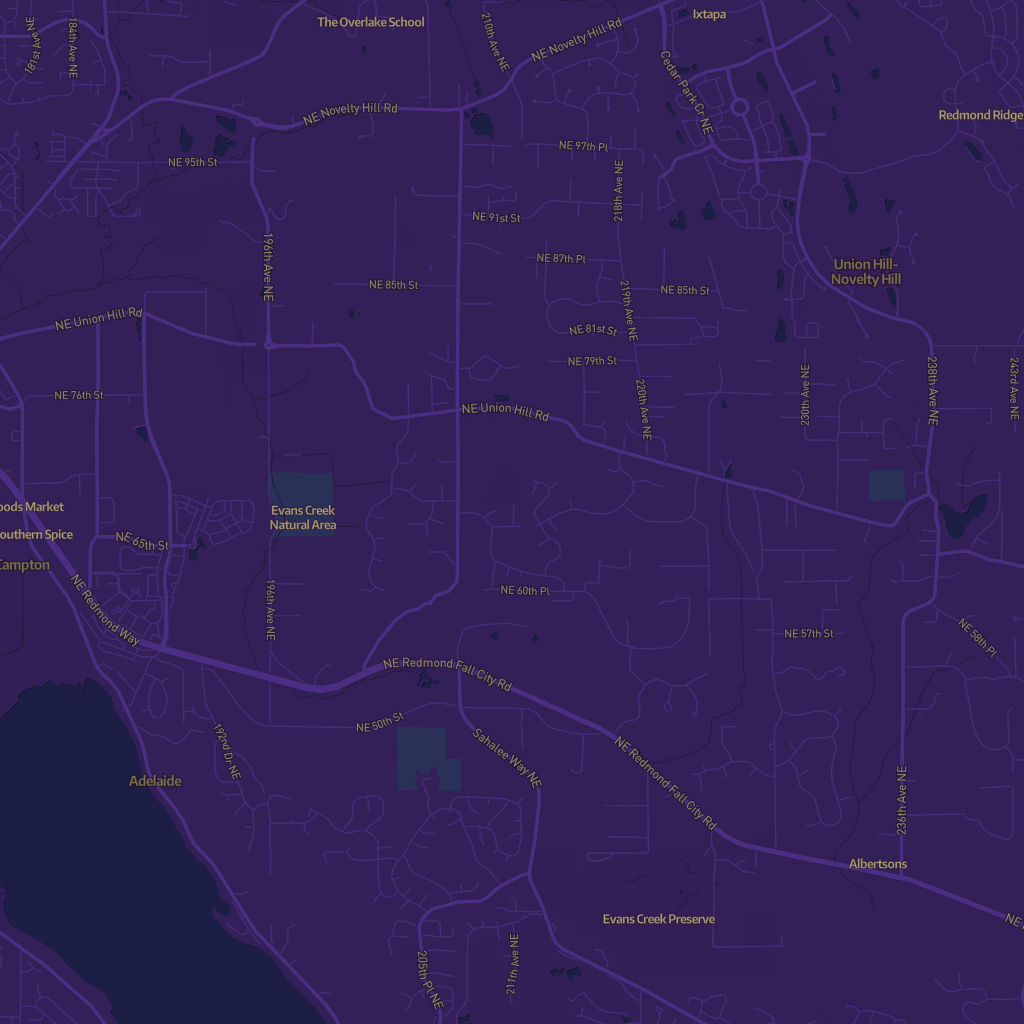 The Overlake School
Ixtapa
181st Ave NE
184th Ave NE
210th Ave NE
NE Novelty Hill Rd
Cedar Park Cr NE
NE Novelty Hill Rd
Redmond Ridge
NE 95th St
NE 97th Pl
218th Ave NE
NE 91st St
196th Ave NE
NE 87th Pl
Union Hill-
Novelty Hill
NE 85th St
NE 85th St
219th Ave NE
NE Union Hill Rd
NE 81st St
NE 79th St
238th Ave NE
243rd Ave NE
230th Ave NE
220th Ave NE
NE 76th St
NE Union Hill Rd
oods Market
Evans Creek
Natural Area
outhern Spice
NE 65th St
Campton
NE Redmond Way
196th Ave NE
NE 60th Pl
NE 57th St
NE 58th Pl
NE Redmond Fall City Rd
NE 50th St
192nd Dr NE
Sahalee Way NE
NE Redmond Fall City Rd
Adelaide
236th Ave NE
Albertsons
Evans Creek Preserve
NE
205th Pl NE
211th Ave NE